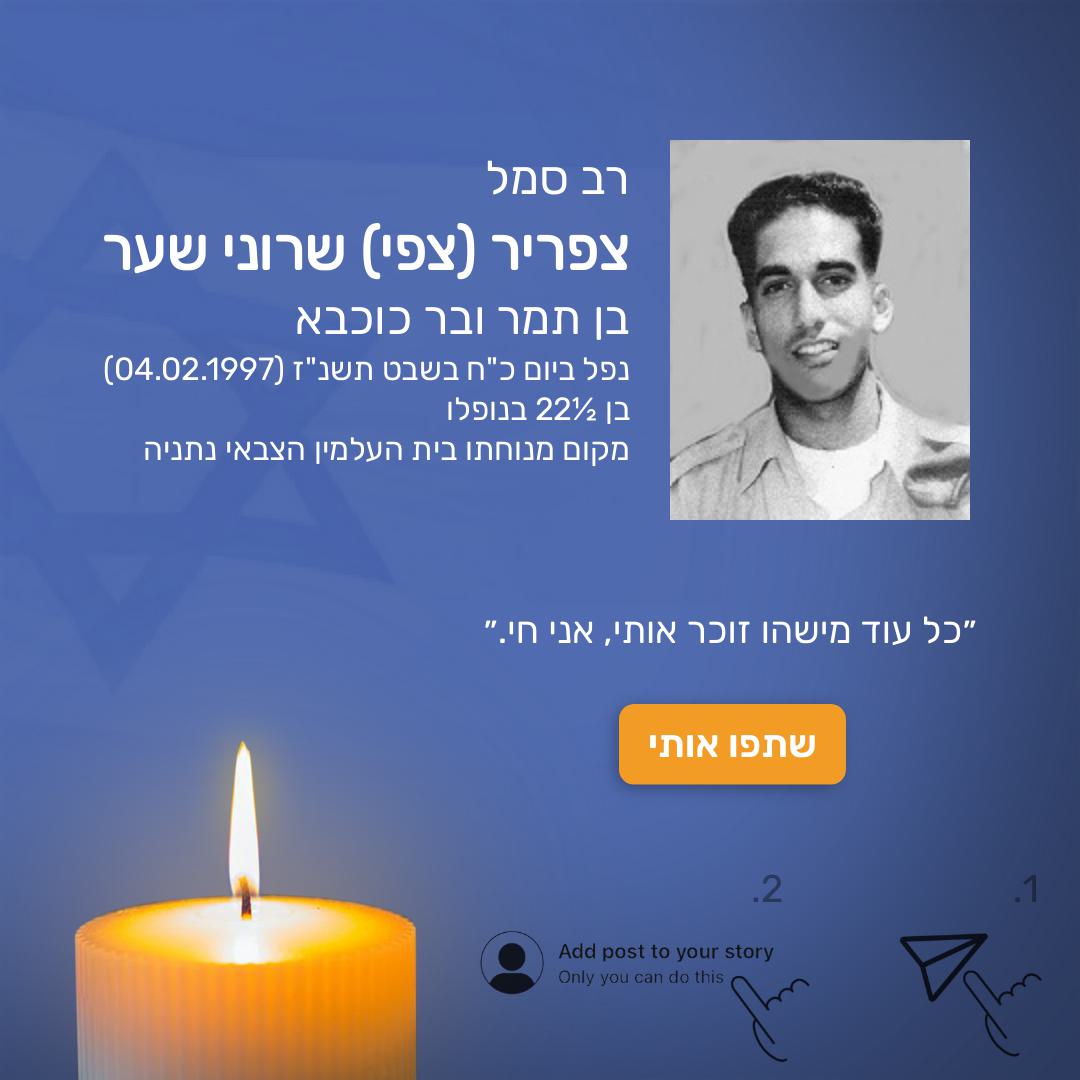 רב סמל
צפריר (צפי) שרוני שער
בן תמר ובר כוכבא
נפל ביום כ"ח בשבט תשנ"ז (04.02.1997)
בן 22½ בנופלו
מקום מנוחתו בית העלמין הצבאי נתניה
״כל עוד מישהו זוכר אותי, אני חי.״
שתפו אותי
.1
.2
Add post to your story
Only you can do this